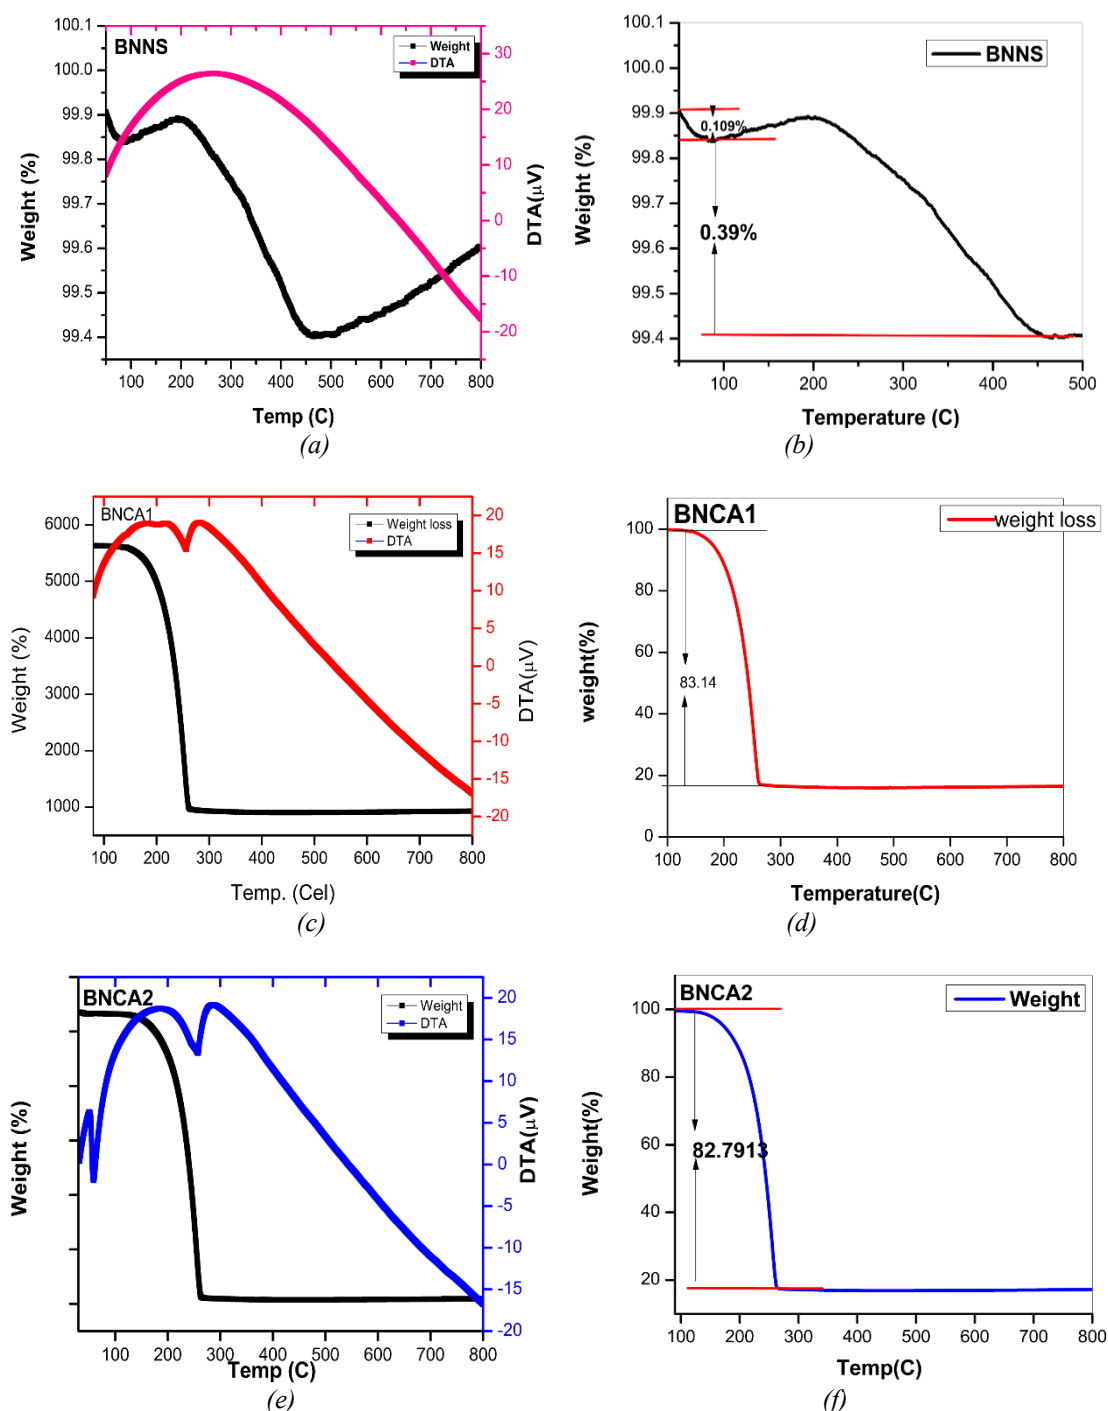 BNNS
Weight
DTA
100.1
100.0
99.9
99.8
99.7
99.6
99.5
99.4
Weight (%)
30
20
10
0
-10
-20
DTA(µV)
100 200 300 400 500 600 700 800
Temp (C)
(a)
BNNS
100.1
100.0
99.9
99.8
99.7
99.6
99.5
99.4
Weight (%)
0.109%
0.39%
100 200 300 400 500
Temperature (C)
(b)
BNCA1
Weight loss
DTA
6000
5000
4000
3000
2000
1000
Weight (%)
20
15
10
5
0
-5
-10
-15
-20
DTA(µV)
100 200 300 400 500 600 700 800
Temp. (Cel)
(c)
BNCA1
weight loss
100
80
60
40
20
0
weight(%)
83.14
100 200 300 400 500 600 700 800
Temperature(C)
(d)
BNCA2
Weight
DTA
Weight (%)
20
15
10
5
0
-5
-10
-15
-20
DTA(µV)
100 200 300 400 500 600 700 800
Temp (C)
(e)
BNCA2
Weight
100
80
60
40
20
Weight(%)
82.7913
100 200 300 400 500 600 700 800
Temp(C)
(f)